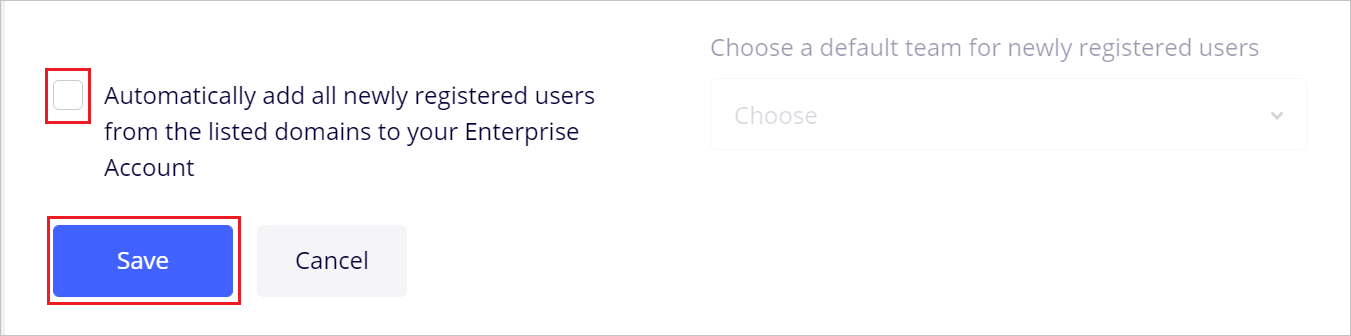 Choose a default team for newly registered users
Automatically add all newly registered users
from the listed domains to your Enterprise
Account
Choose
Save
Cancel